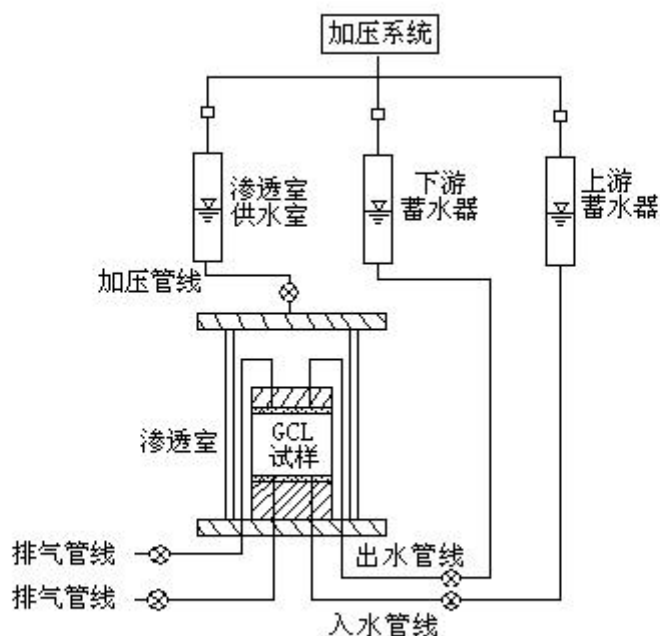 加压系统
渗透室
供水室
下游
蓄水器
上游
蓄水器
加压管线
渗透室
GCL
试样
排气管线
出水管线
排气管线
入水管线